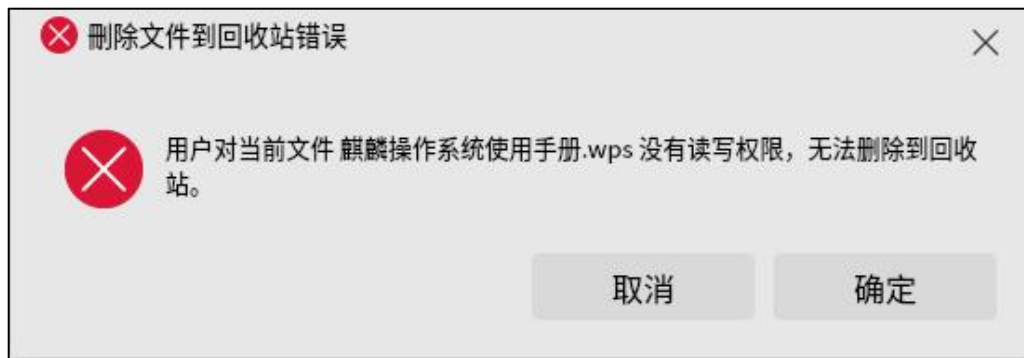 刪除文件到回收站错误
用户对当前文件 麒麟操作系统使用手册.wps 没有读写权限，无法删除到回收
站。
取消
确定